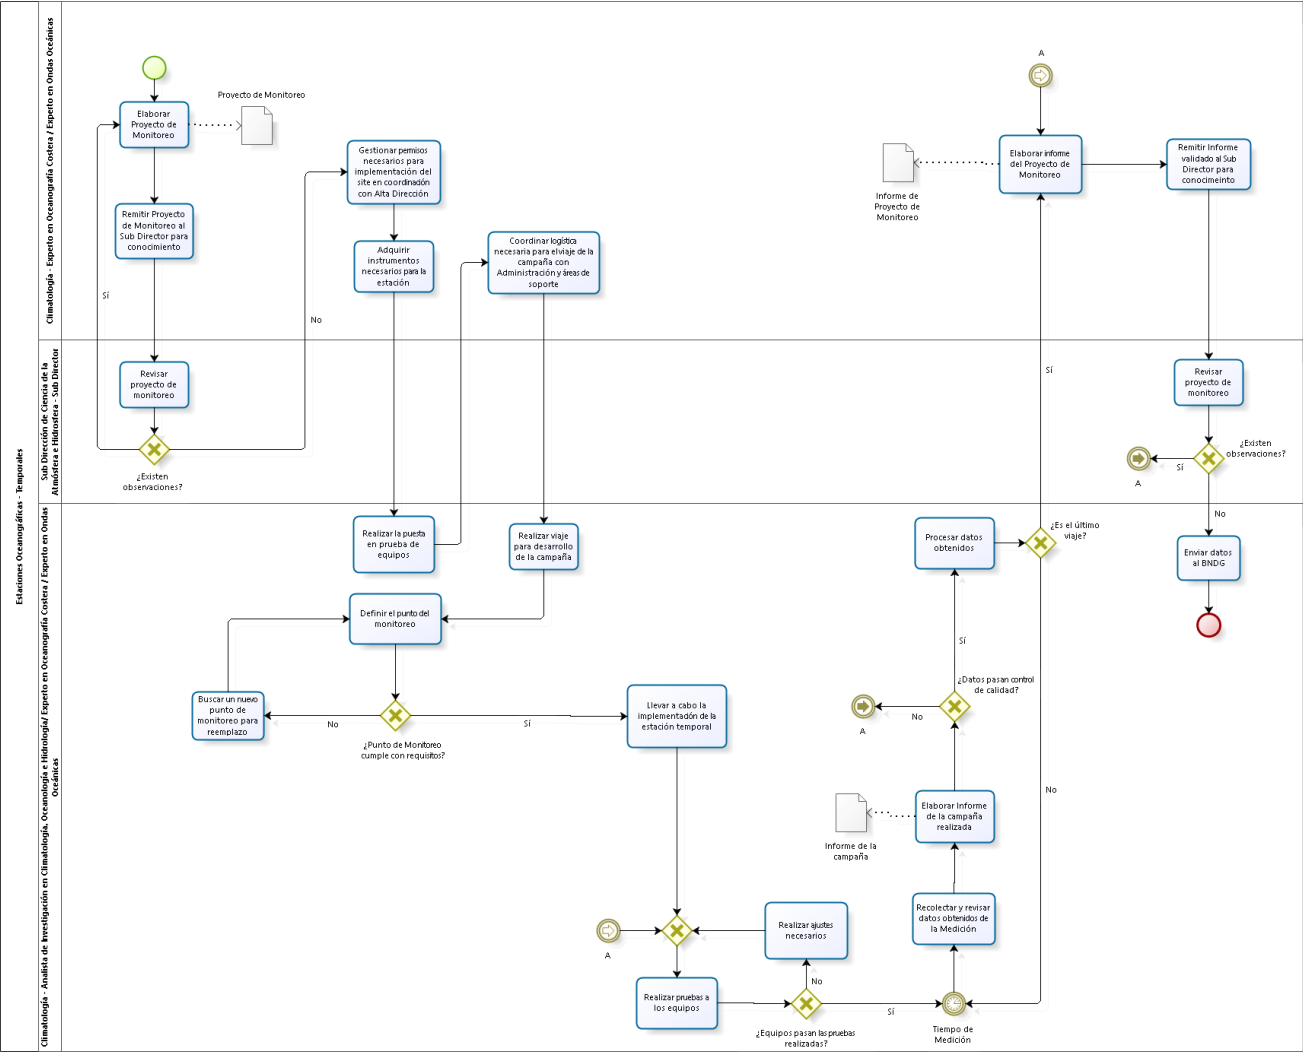 Estaciones Oceanográficas - Temporales
Climatología - Experto en Oceanografía Costera / Experto en Ondas Oceánicas
Proyecto de Monitoreo
Elaborar
Proyecto de
Monitoreo
Remitir Proyecto
de Monitoreo al
Sub Director para
conocimiento
Sí
No
Gestionar permisos
necesarios para
implementación del
site en coordinadón
con Alta Dirección
Adquirir
instrumentos
necesarios para la
estación
Coordinar logística
necesaria para el viaje de la
campaña con
Administración y áreas de
soporte
A
Elaborar informe
del Proyecto de
Monitoreo
Informe de
Proyecto de
Monitoreo
Remitir Informe
validado al Sub
Director para
conocimeinto
Sub Dirección de Ciencia de la
Atmósfera e Hidrosfera - Sub Director
Revisar
proyecto de
monitoreo
¿Existen
observaciones?
Sí
Revisar
proyecto de
monitoreo
¿Existen
observaciones?
Sí
A
Climatología - Analista de Investigación en Climatología, Oceanología e Hidrología/ Experto en Oceanografía Costera / Experto en Ondas
Oceánicas
Realizar la puesta
en prueba de
equipos
Realizar viaje
para desarrollo
de la campaña
Procesar datos
obtenidos
¿Es el último
viaje?
No
Enviar datos
al BNDG
Definir el punto del
monitoreo
Buscar un nuevo
punto de
monitoreo para
reemplazo
No
Sí
¿Punto de Monitoreo
cumple con requisitos?
Llevar a cabo la
implementadón de la
estación temporal
Sí
¿Datos pasan control
de calidad?
No
A
No
Elaborar Informe
de la campaña
realizada
Informe de la
campaña
A
Realizar ajustes
necesarios
Recolectar y revisar
datos obtenidos de
la Medición
No
Realizar pruebas a
los equipos
Sí
¿Equipos pasan las pruebas
realizadas?
Tiempo de
Medición